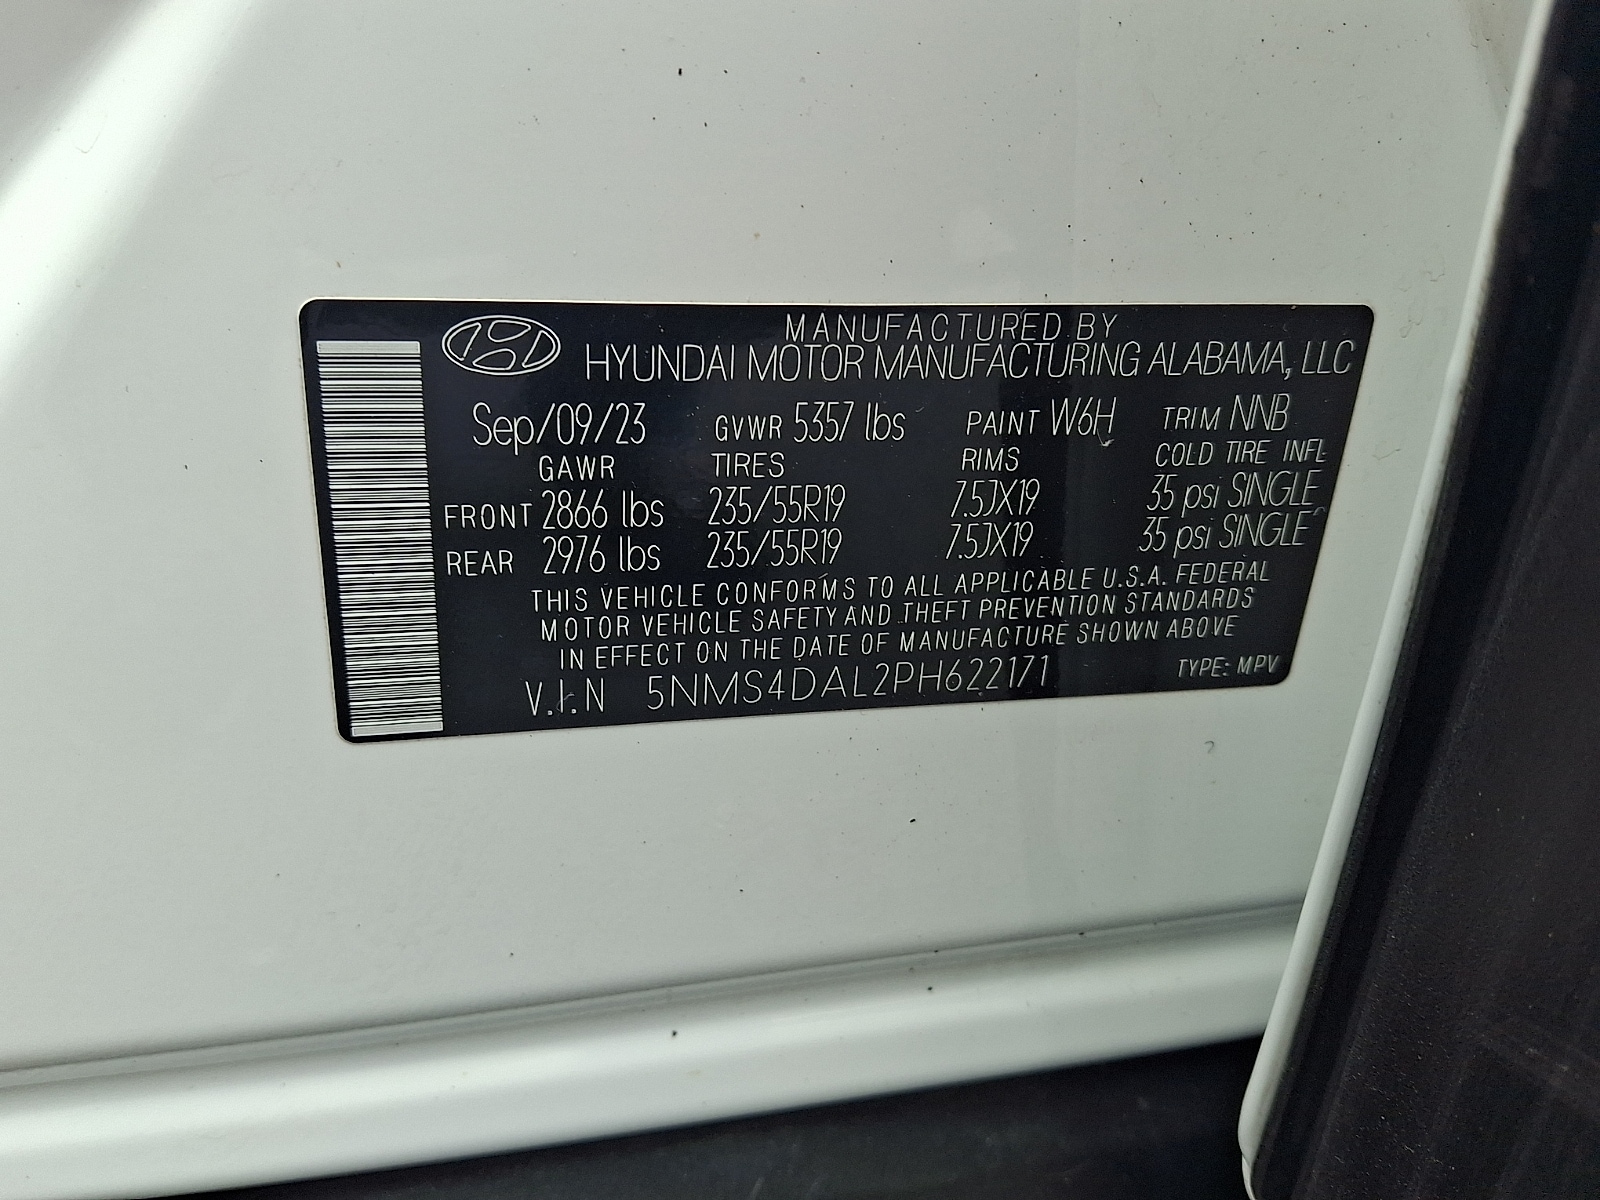 MANUFACTURED BY
HYUNDAI MOTOR MANUFACTURING ALABAMA, LLC
Sep/09/23 GVWR 5357 lbs PAINT W6H TRIM NNB
GAWR TIRES RIMS COLD TIRE INFL
FRONT 2866 lbs 235/55R19 7.5JX19 35 psi SINGLE
REAR 2976 lbs 235/55R19 7.5JX19 35 psi SINGLE
THIS VEHICLE CONFORMS TO ALL APPLICABLE U.S.A. FEDERAL
MOTOR VEHICLE SAFETY AND THEFT PREVENTION STANDARDS
IN EFFECT ON THE DATE OF MANUFACTURE SHOWN ABOVE
V.I.N 5NMS4DAL2PH622171 TYPE: MPV